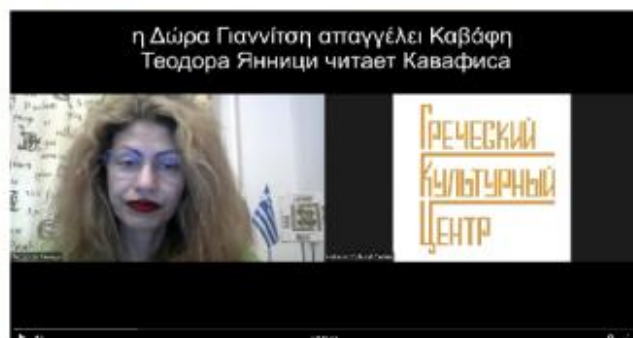 η Δώρα Γιαννίτση απαγγέλει Καβάφη
Теодора Янници читает Кавафиса
ГРЕЧЕСКИЙ
КУЛЬТУРНЫЙ
ЦЕНТР